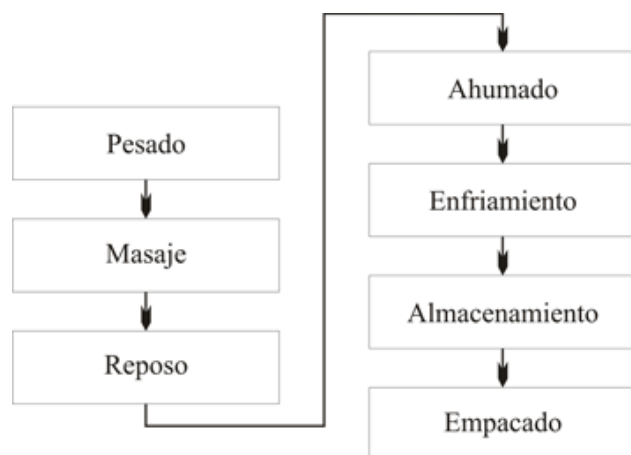 Pesado
Masaje
Reposo
Ahumado
Enfriamiento
Almacenamiento
Empacado